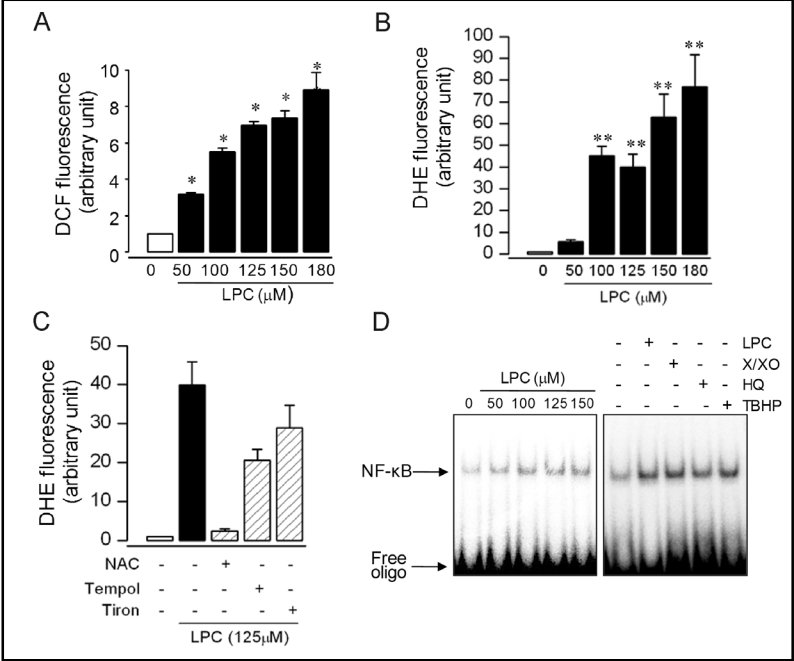 A
DCF fluorescence
(arbitrary unit)
10
8
6
4
2
0
* * * * *
0 50 100 125 150 180
LPC (μM)
B
DHE fluorescence
(arbitrary unit)
100
90
80
70
60
50
40
30
20
10
0
** ** ** **
0 50 100 125 150 180
LPC (μM)
C
DHE fluorescence
(arbitrary unit)
50
40
30
20
10
0
NAC - - + - -
Tempol - - - + -
Tiron - - - - +
LPC (125μM)
D
LPC (μM)
0 50 100 125 150
- + - - - LPC
- - + - - X/XO
- - - + - HQ
- - - - + TBHP
NF-κB
Free
oligo